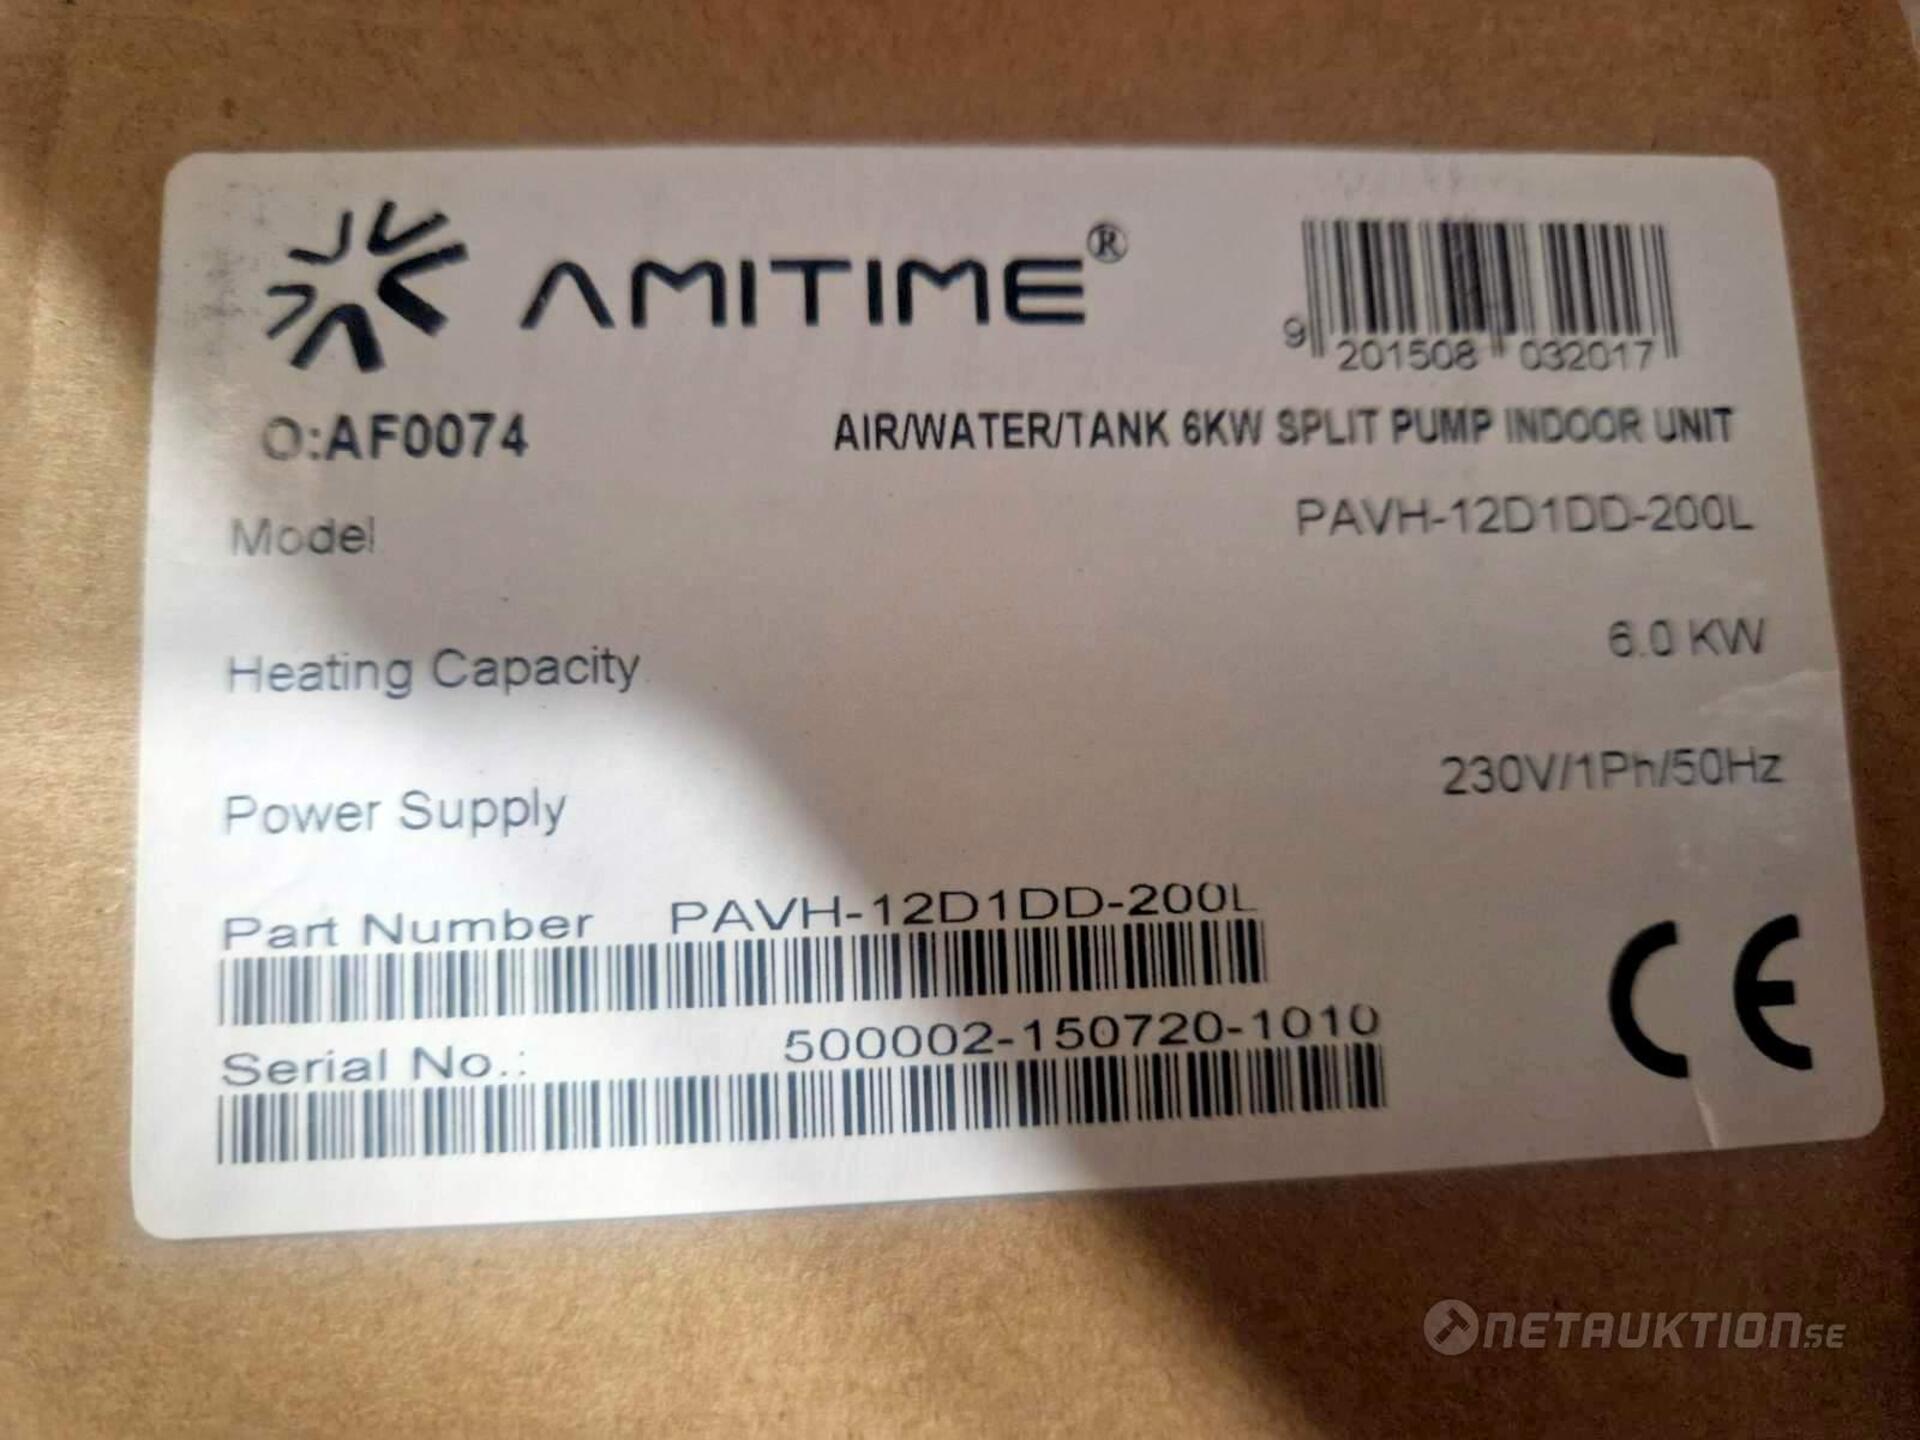 AMITIME®
9 201508 032017
O:AF0074 AIR/WATER/TANK 6KW SPLIT PUMP INDOOR UNIT
Model PAVH-12D1DD-200L
Heating Capacity 6.0 KW
Power Supply 230V/1Ph/50Hz
Part Number PAVH-12D1DD-200L
Serial No.: 500002-150720-1010
CE
NETAUKTION.SE